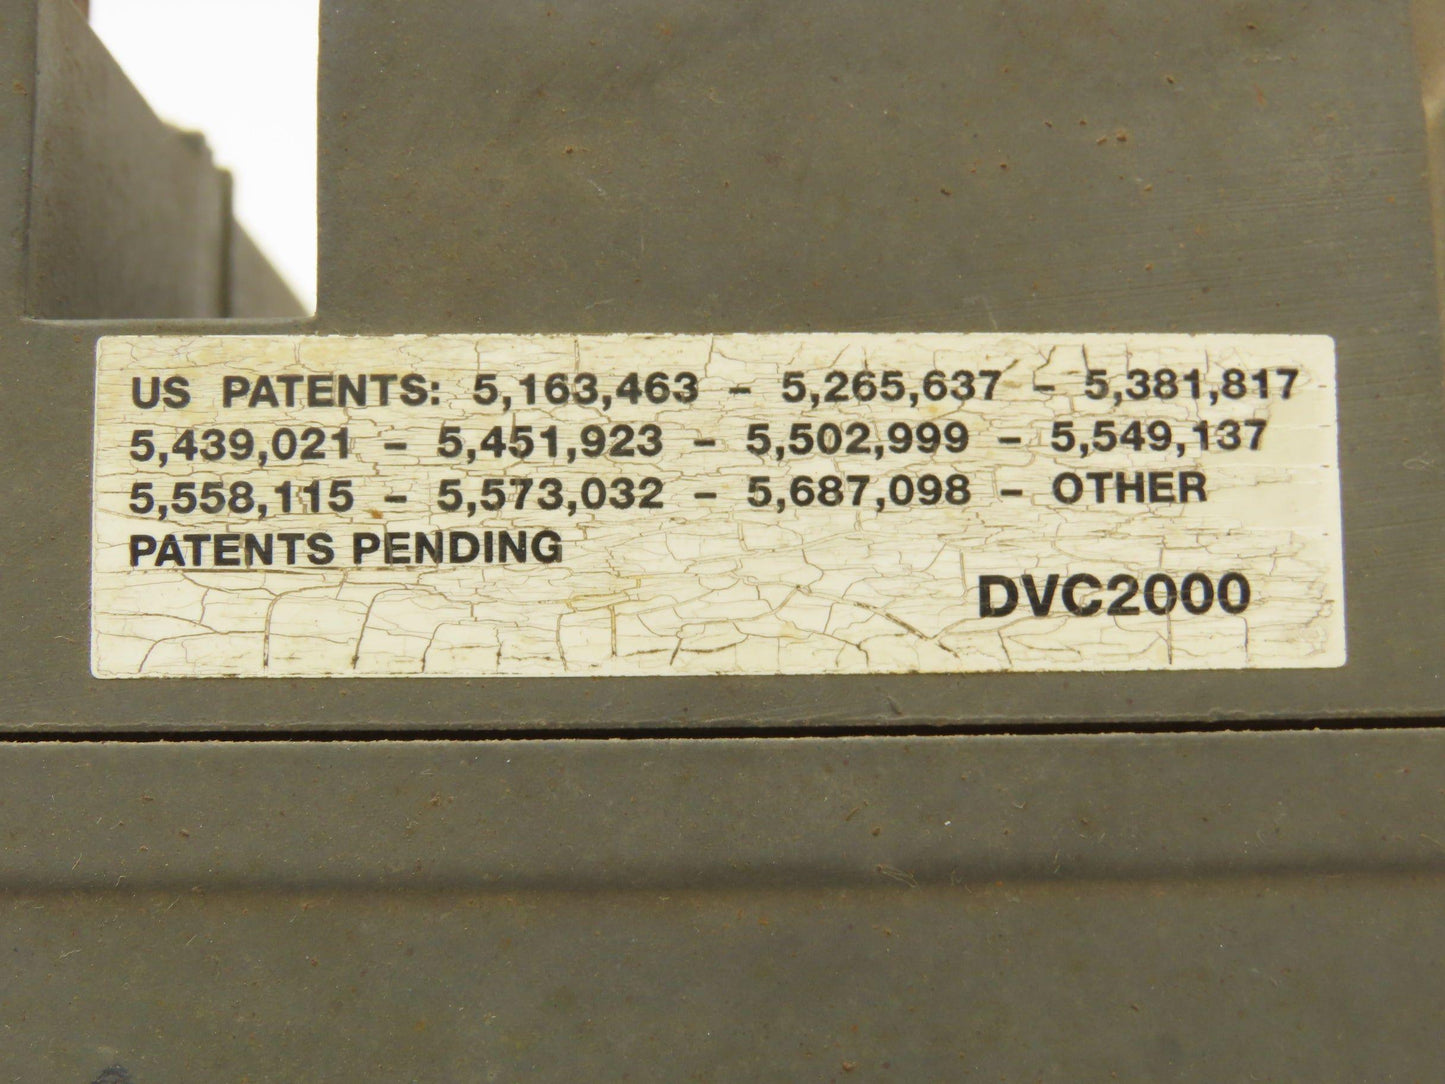 US PATENTS: 5,163,463 - 5,265,637 - 5,381,817
5,439,021 - 5,451,923 - 5,502,999 - 5,549,137
5,558,115 - 5,573,032 - 5,687,098 - OTHER
PATENTS PENDING
DVC2000